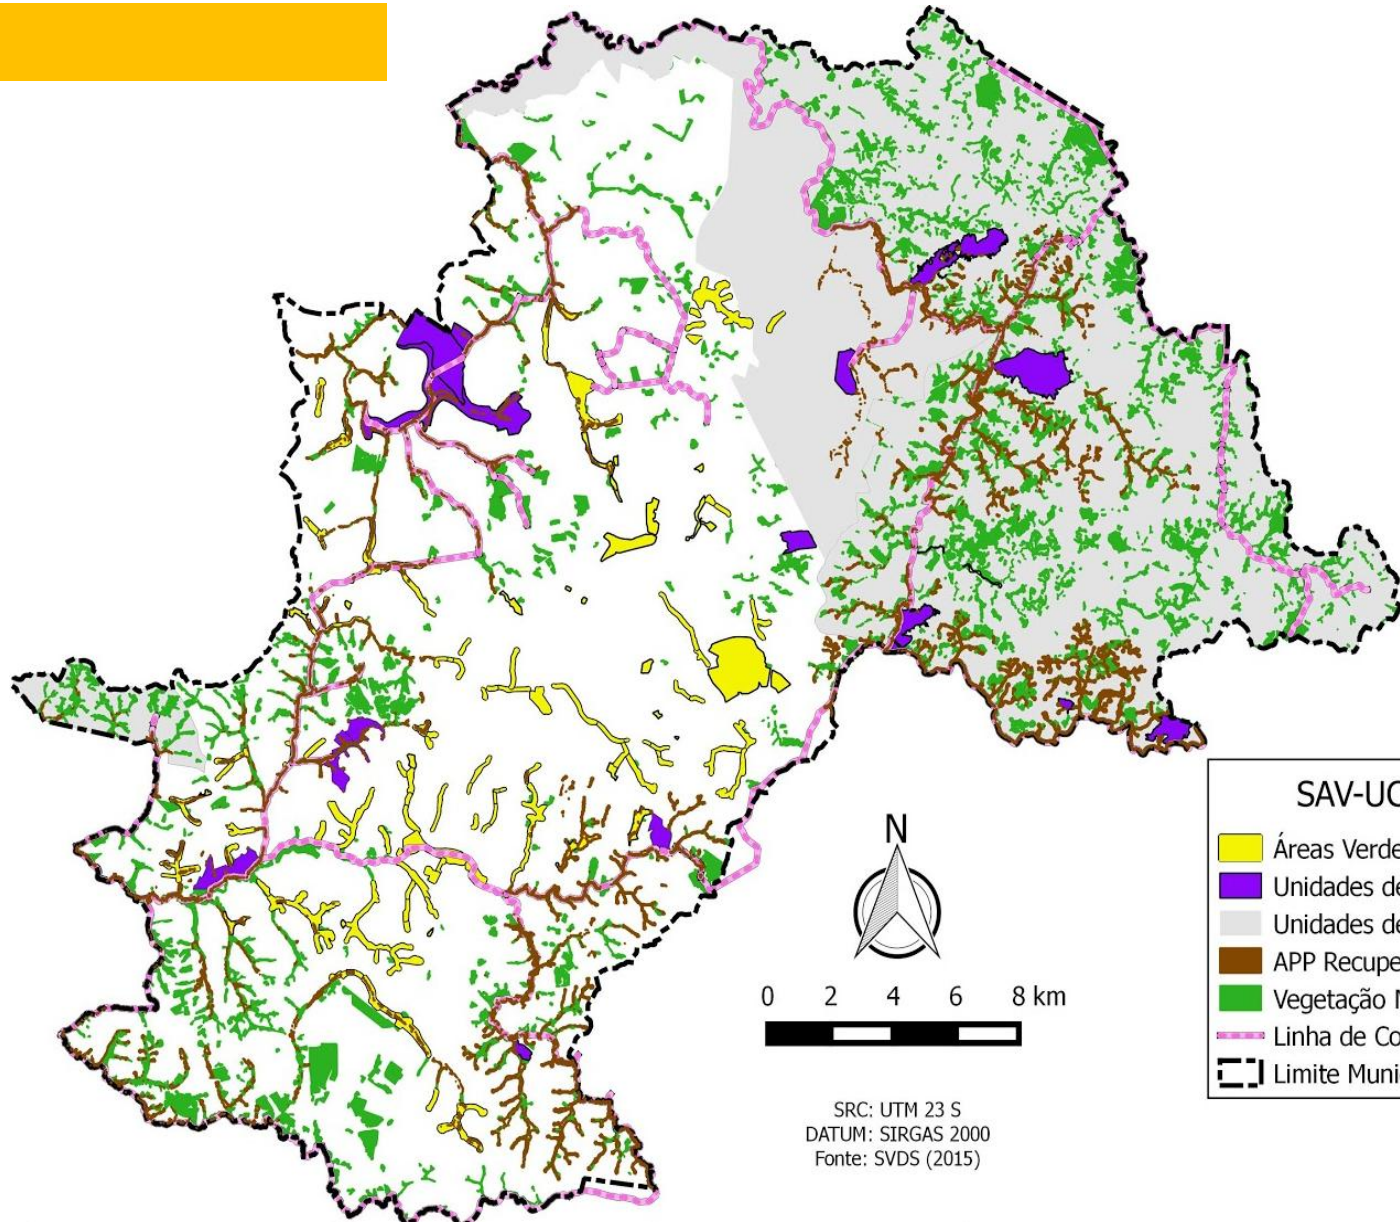 N
0 2 4 6 8 km
SRC: UTM 23 S
DATUM: SIRGAS 2000
Fonte: SVDS (2015)
SAV-UC
Áreas Verde
Unidades de
Unidades de
APP Recupe
Vegetação N
Linha de Co
Limite Muni